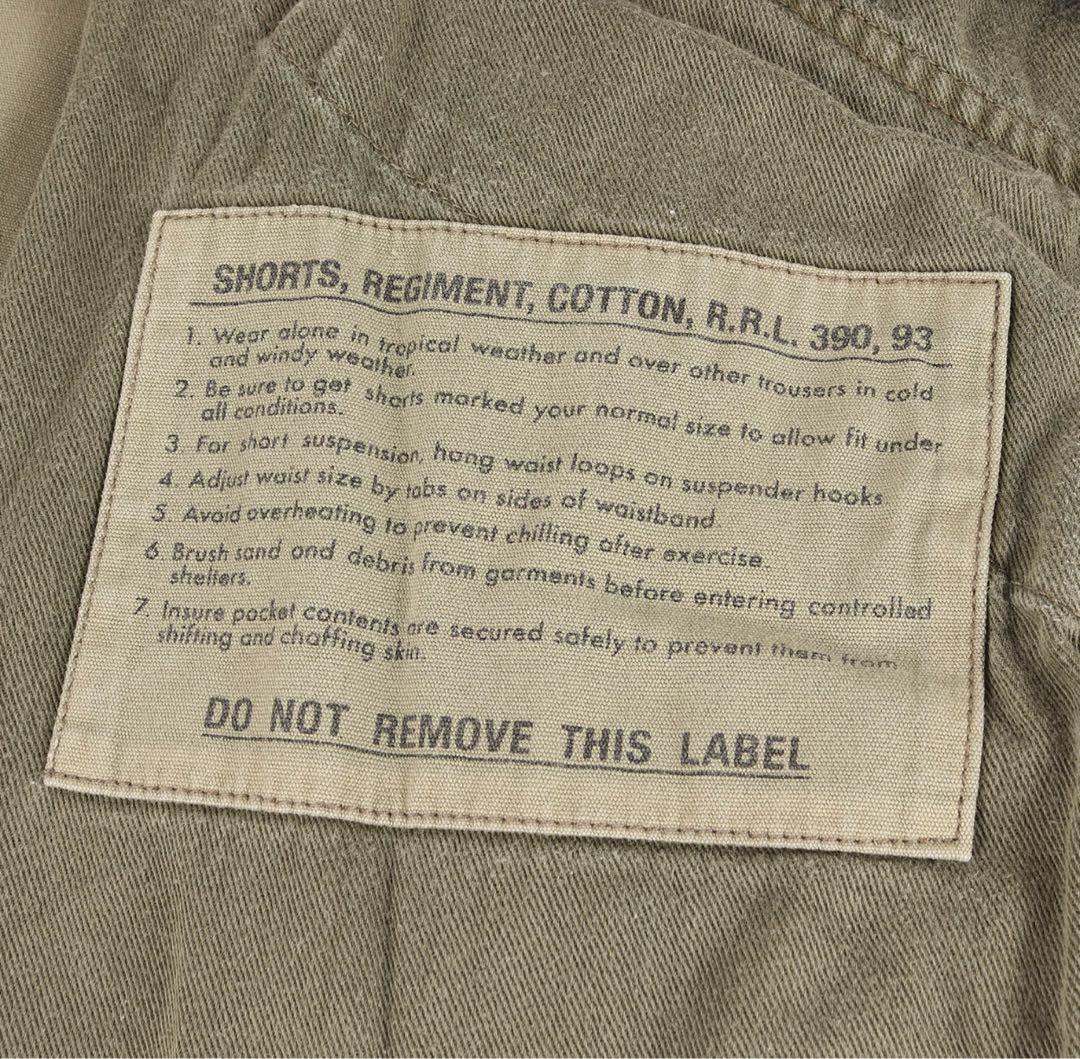 SHORTS, REGIMENT, COTTON, R.R.L. 390, 93
1. Wear alone in tropical weather and over other trousers in cold
and windy weather.
2. Be sure to get shorts marked your normal size to allow fit under
all conditions.
3. For short suspension, hang waist loops on suspender hooks
4. Adjust waist size by tabs on sides of waistband.
5. Avoid overheating to prevent chilling after exercise.
6. Brush sand and debris from garments before entering controlled
shelters.
7. Insure pocket contents are secured safely to prevent them from
shifting and chaffing skin.
DO NOT REMOVE THIS LABEL